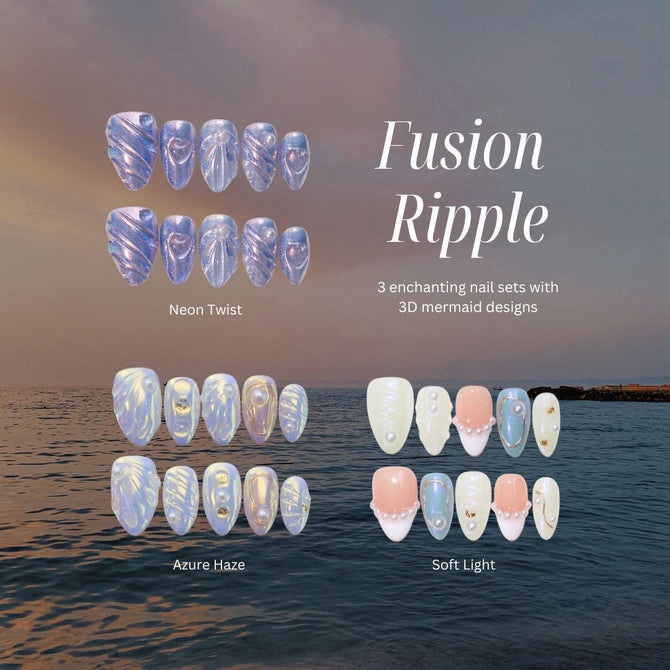 Fusion
Ripple
3 enchanting nail sets with
3D mermaid designs
Neon Twist
Azure Haze
Soft Light